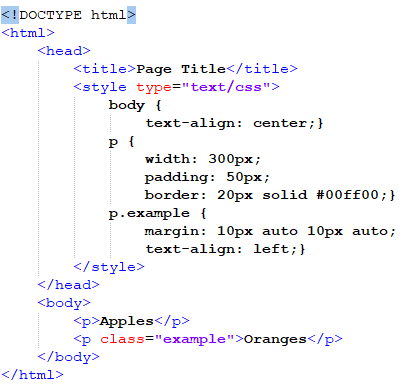 <!DOCTYPE html>
<html>
    <head>
        <title>Page Title</title>
        <style type="text/css">
            body {
                text-align: center;}
            p {
                width: 300px;
                padding: 50px;
                border: 20px solid #00ff00;}
            p.example {
                margin: 10px auto 10px auto;
                text-align: left;}
        </style>
    </head>
    <body>
        <p>Apples</p>
        <p class="example">Oranges</p>
    </body>
</html>